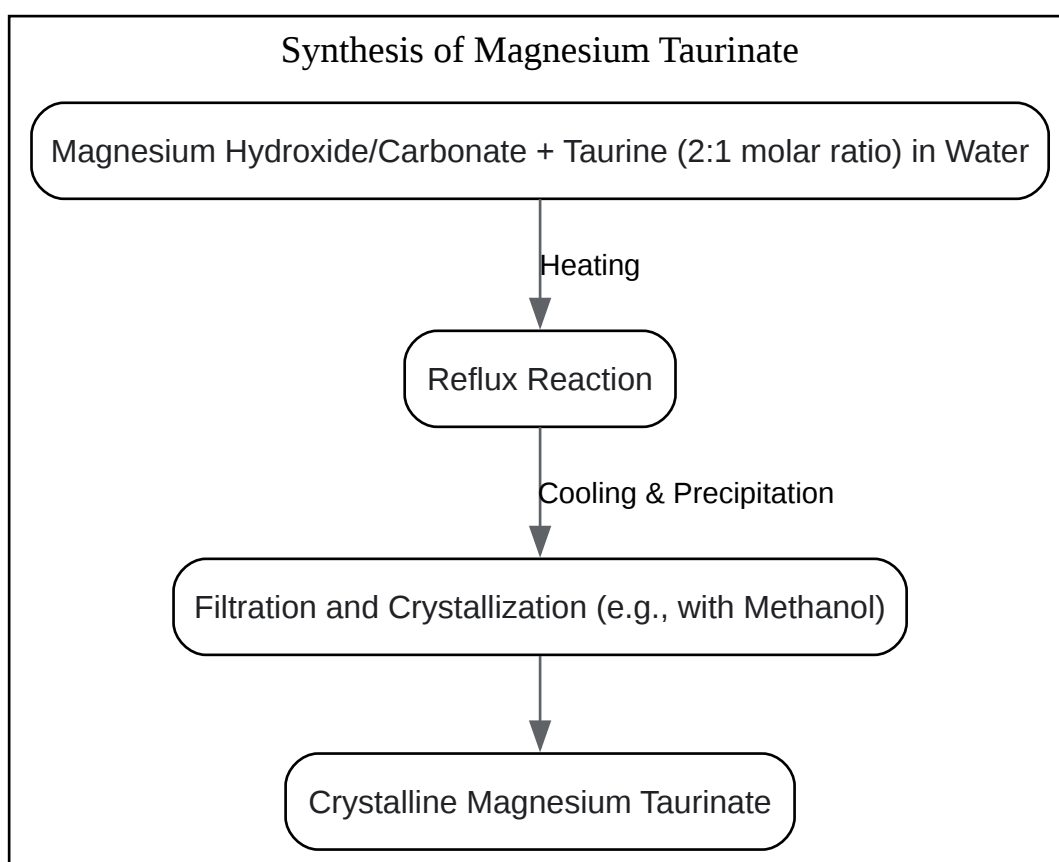 Synthesis of Magnesium Taurinate
Magnesium Hydroxide/Carbonate + Taurine (2:1 molar ratio) in Water
Heating
Reflux Reaction
Cooling & Precipitation
Filtration and Crystallization (e.g., with Methanol)
Crystalline Magnesium Taurinate